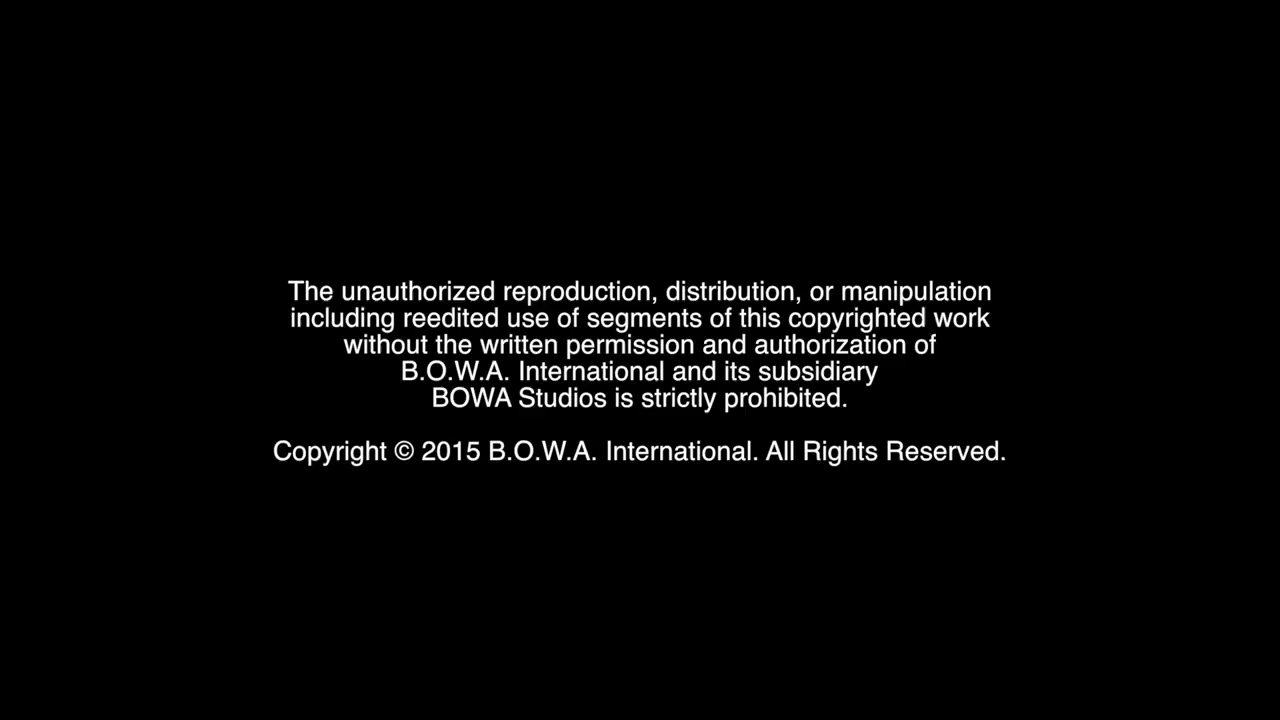 The unauthorized reproduction, distribution, or manipulation
including reedited use of segments of this copyrighted work
without the written permission and authorization of
B.O.W.A. International and its subsidiary
BOWA Studios is strictly prohibited.
Copyright © 2015 B.O.W.A. International. All Rights Reserved.